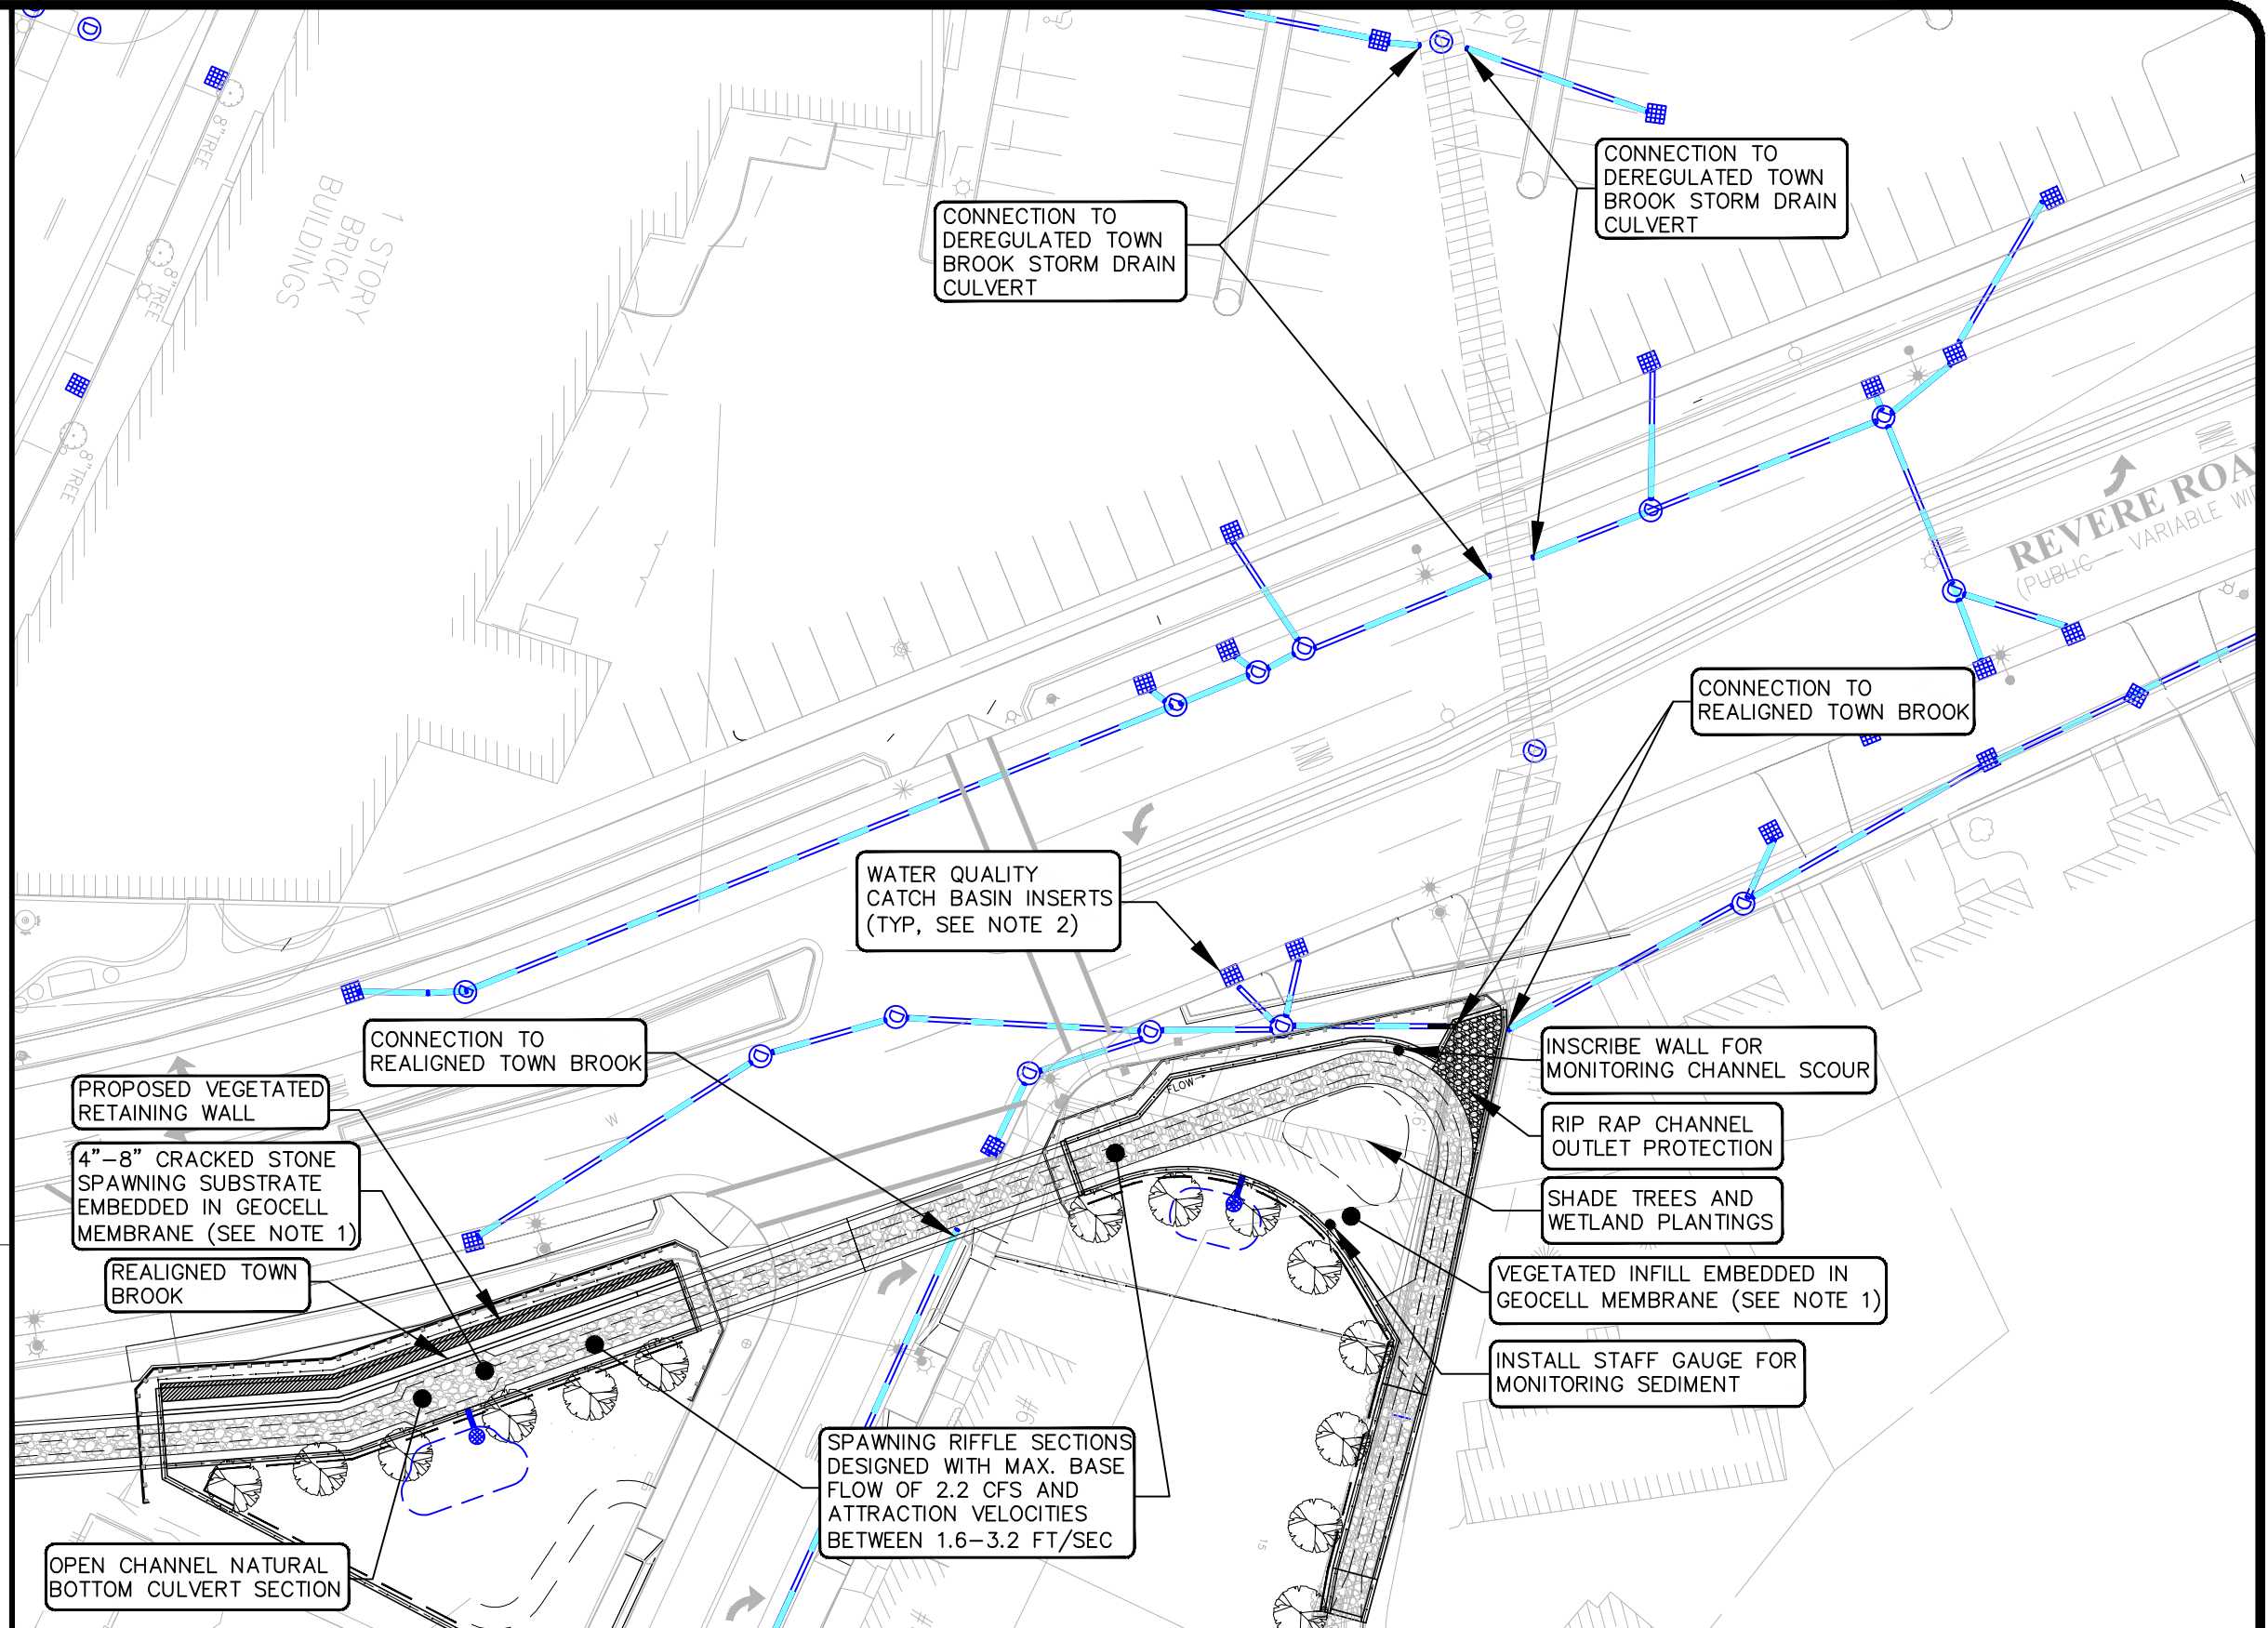 8" TREE
8" TREE
8" TREE
1 STORY
BRICK
BUILDINGS
CONNECTION TO
DEREGULATED TOWN
BROOK STORM DRAIN
CULVERT
CONNECTION TO
DEREGULATED TOWN
BROOK STORM DRAIN
CULVERT
REVERE ROA
(PUBLIC — VARIABLE WI
CONNECTION TO
REALIGNED TOWN BROOK
WATER QUALITY
CATCH BASIN INSERTS
(TYP, SEE NOTE 2)
CONNECTION TO
REALIGNED TOWN BROOK
PROPOSED VEGETATED
RETAINING WALL
4"–8" CRACKED STONE
SPAWNING SUBSTRATE
EMBEDDED IN GEOCELL
MEMBRANE (SEE NOTE 1)
REALIGNED TOWN
BROOK
FLOW
W
INSCRIBE WALL FOR
MONITORING CHANNEL SCOUR
RIP RAP CHANNEL
OUTLET PROTECTION
SHADE TREES AND
WETLAND PLANTINGS
VEGETATED INFILL EMBEDDED IN
GEOCELL MEMBRANE (SEE NOTE 1)
INSTALL STAFF GAUGE FOR
MONITORING SEDIMENT
SPAWNING RIFFLE SECTIONS
DESIGNED WITH MAX. BASE
FLOW OF 2.2 CFS AND
ATTRACTION VELOCITIES
BETWEEN 1.6–3.2 FT/SEC
OPEN CHANNEL NATURAL
BOTTOM CULVERT SECTION
#6
15